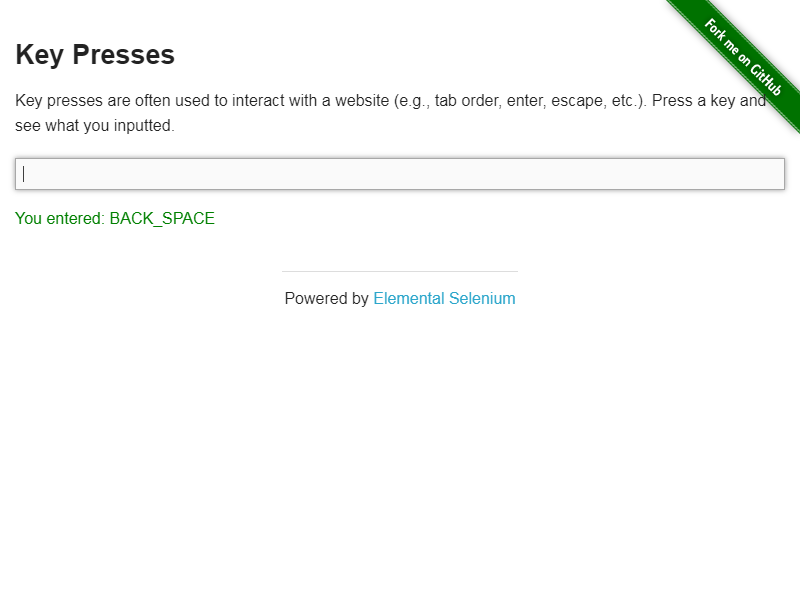 Fork me on GitHub
Key Presses
Key presses are often used to interact with a website (e.g., tab order, enter, escape, etc.). Press a key and
see what you inputted.
You entered: BACK_SPACE
Powered by Elemental Selenium